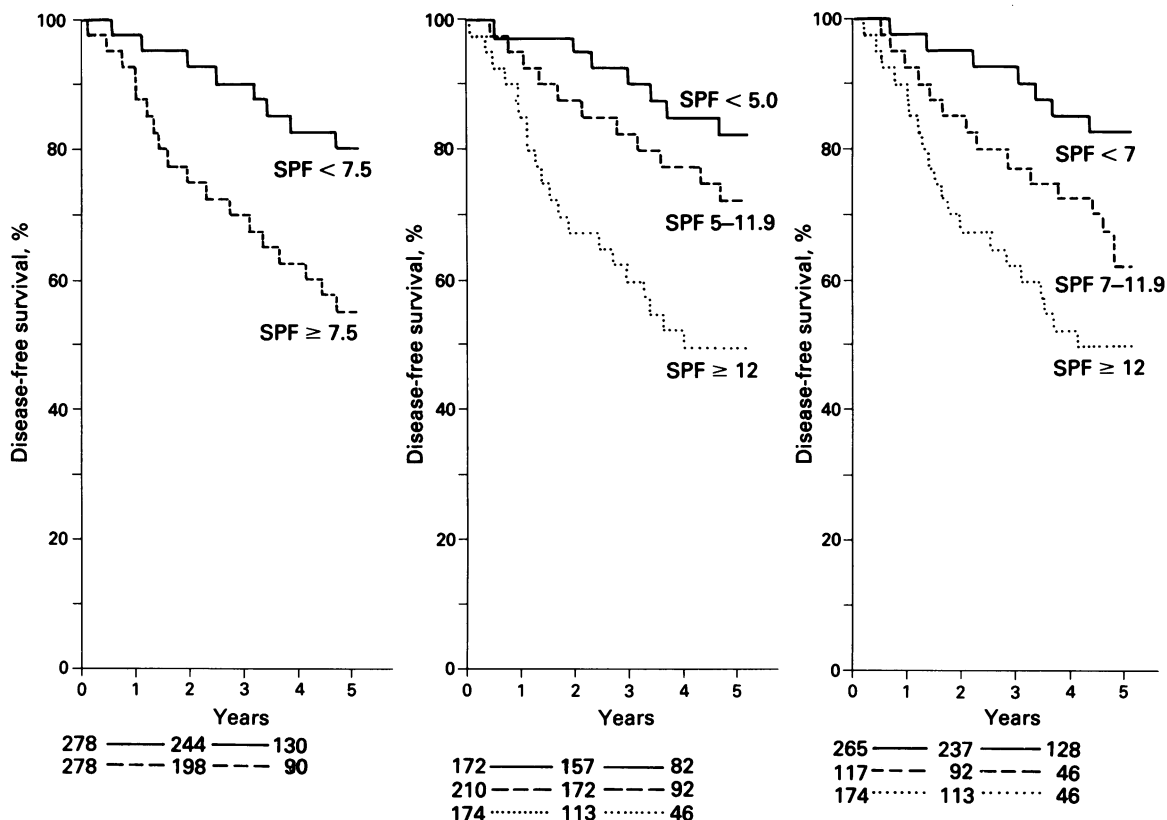 100
80
60
40
20
0
Disease-free survival, %
SPF < 7.5
SPF ≥ 7.5
0 1 2 3 4 5
Years
278 244 130
278 198 90
100
80
60
40
20
0
Disease-free survival, %
SPF < 5.0
SPF 5–11.9
SPF ≥ 12
0 1 2 3 4 5
Years
172 157 82
210 172 92
174 113 46
100
80
60
40
20
0
Disease-free survival, %
SPF < 7
SPF 7–11.9
SPF ≥ 12
0 1 2 3 4 5
Years
265 237 128
117 92 46
174 113 46